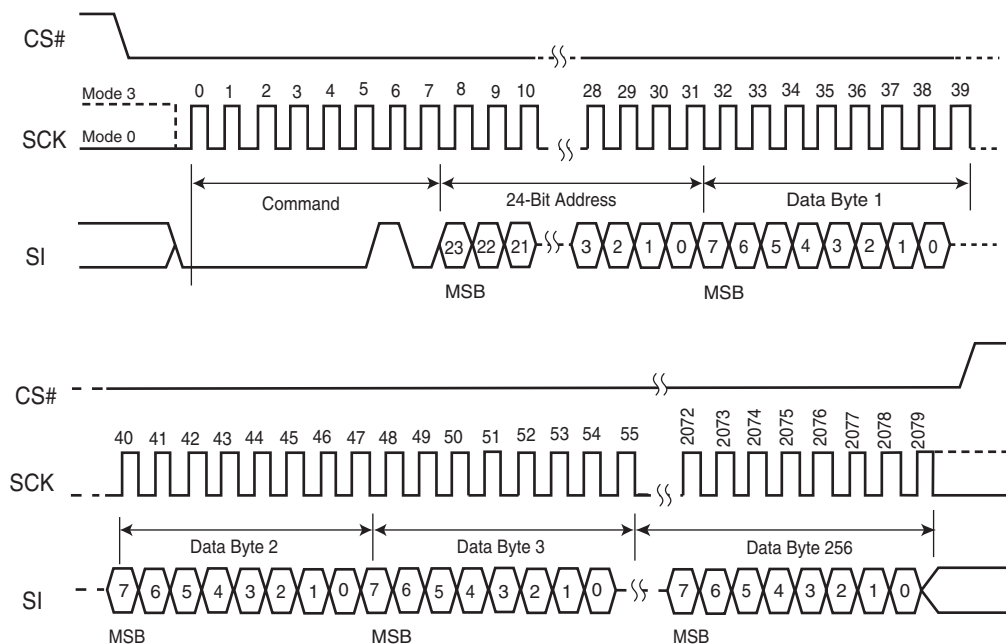 CS#
Mode 3
0 1 2 3 4 5 6 7 8 9 10 28 29 30 31 32 33 34 35 36 37 38 39
SCK
Mode 0
Command 24-Bit Address Data Byte 1
SI
23 22 21 3 2 1 0 7 6 5 4 3 2 1 0
MSB MSB
CS#
40 41 42 43 44 45 46 47 48 49 50 51 52 53 54 55 2072 2073 2074 2075 2076 2077 2078 2079
SCK
Data Byte 2 Data Byte 3 Data Byte 256
SI
7 6 5 4 3 2 1 0 7 6 5 4 3 2 1 0 7 6 5 4 3 2 1 0
MSB MSB MSB